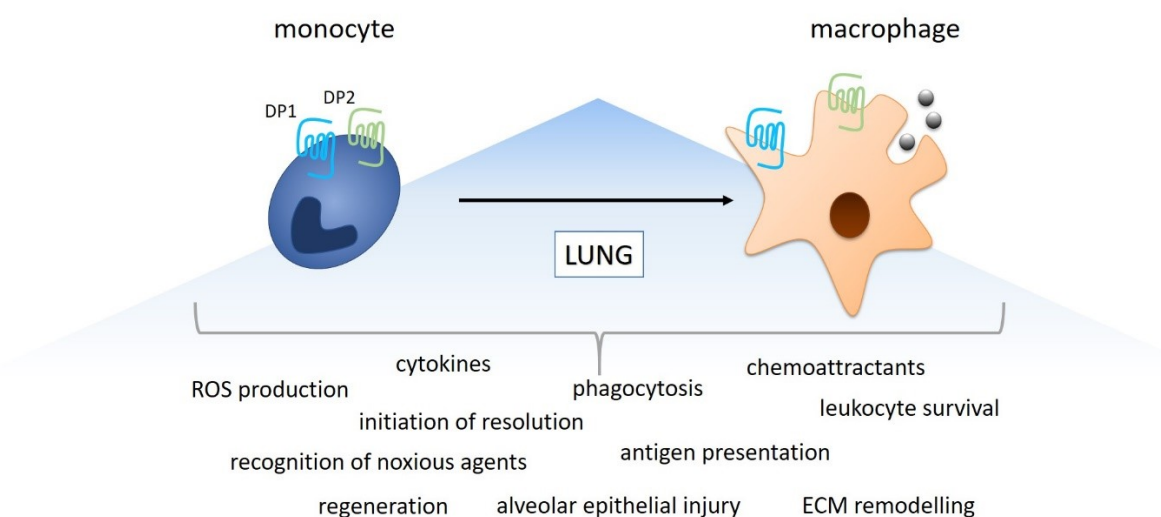 monocyte
macrophage
DP1
DP2
LUNG
cytokines
chemoattractants
ROS production
phagocytosis
leukocyte survival
initiation of resolution
antigen presentation
recognition of noxious agents
regeneration
alveolar epithelial injury
ECM remodelling